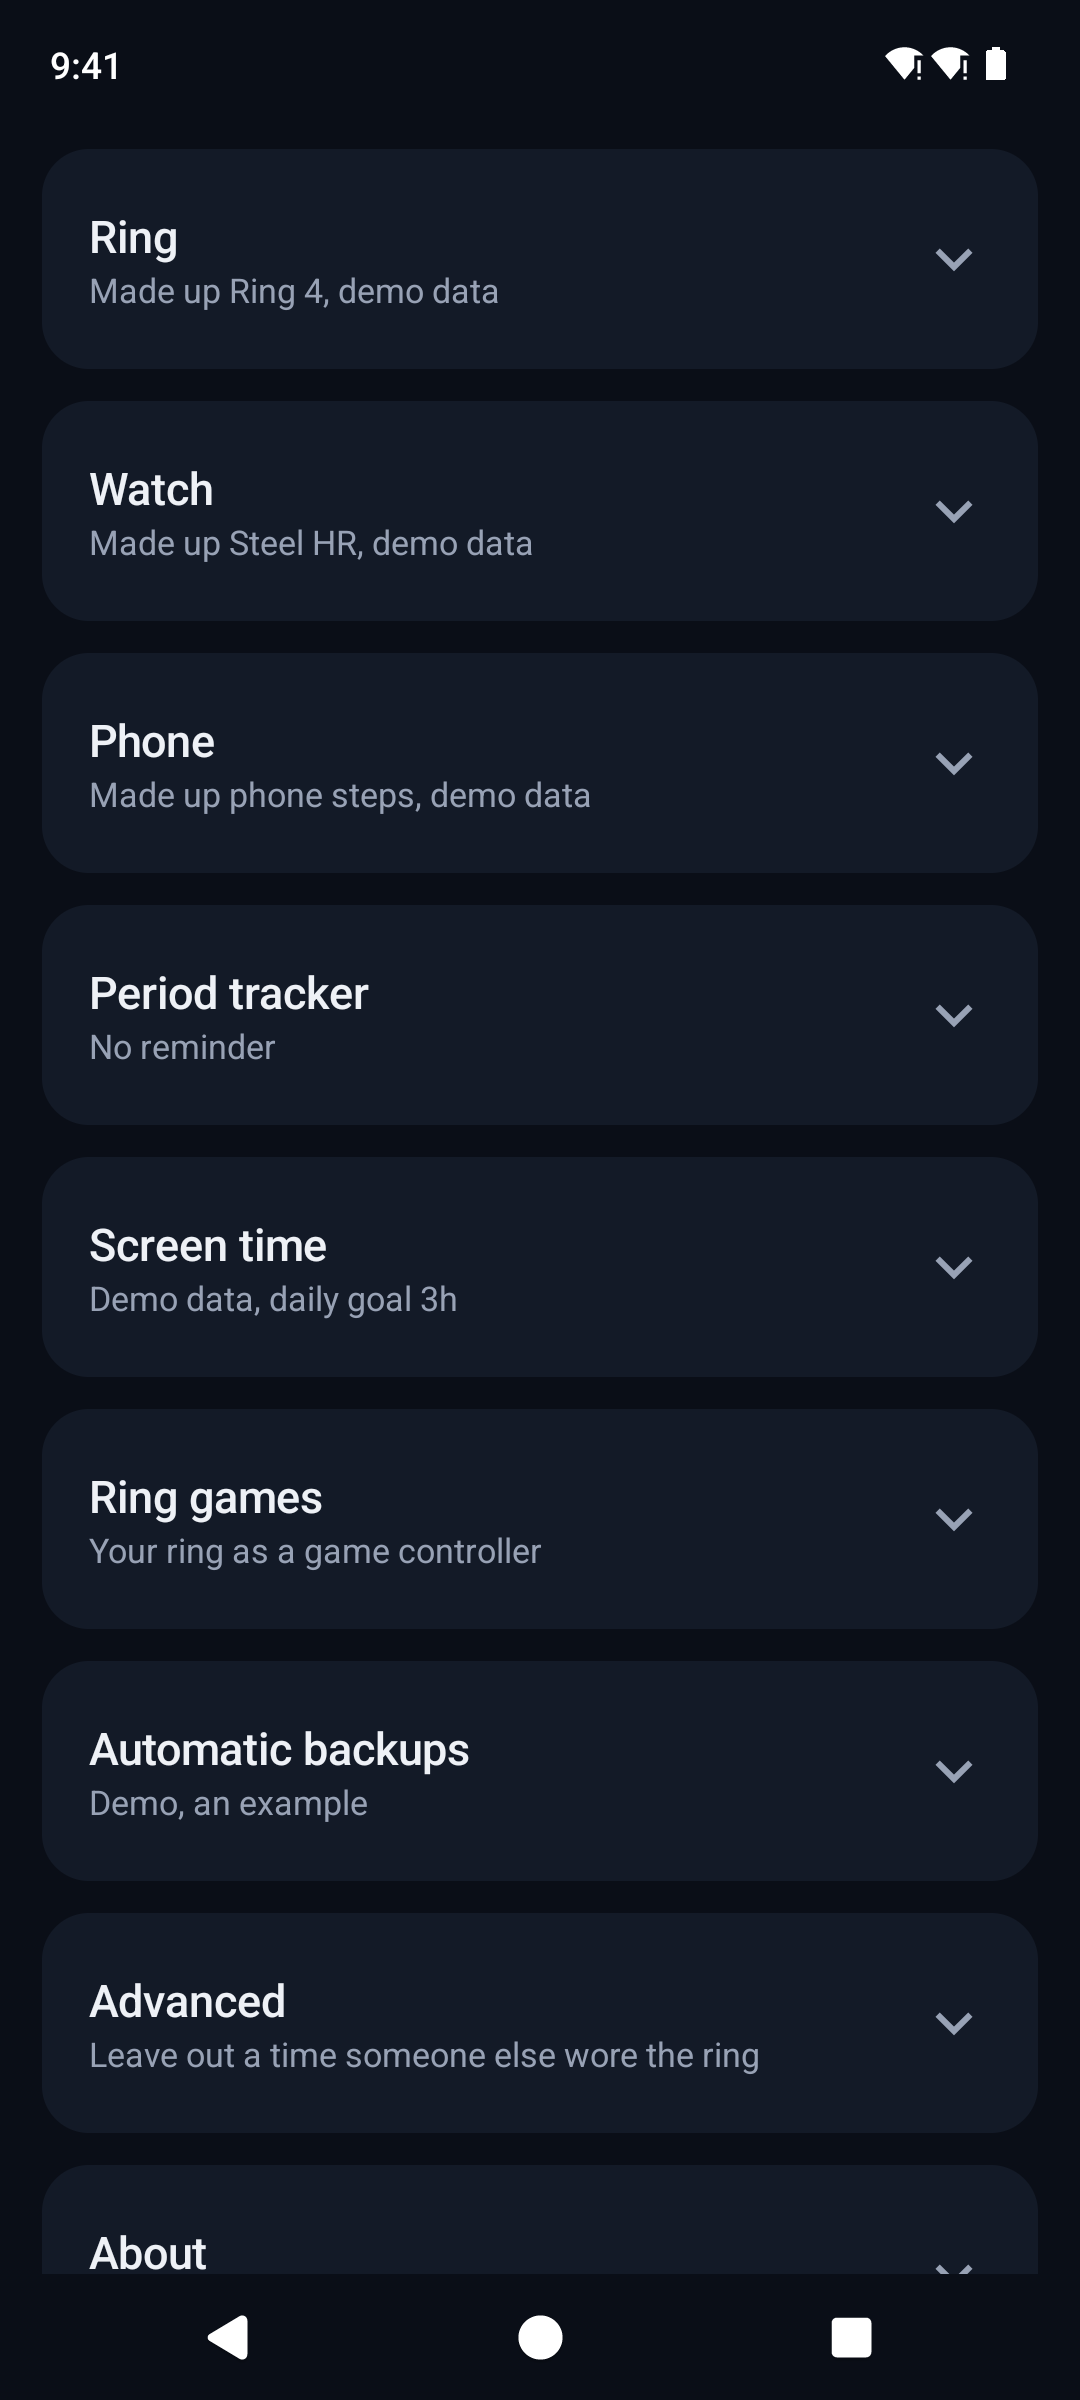 9:41
Ring
Made up Ring 4, demo data
Watch
Made up Steel HR, demo data
Phone
Made up phone steps, demo data
Period tracker
No reminder
Screen time
Demo data, daily goal 3h
Ring games
Your ring as a game controller
Automatic backups
Demo, an example
Advanced
Leave out a time someone else wore the ring
About